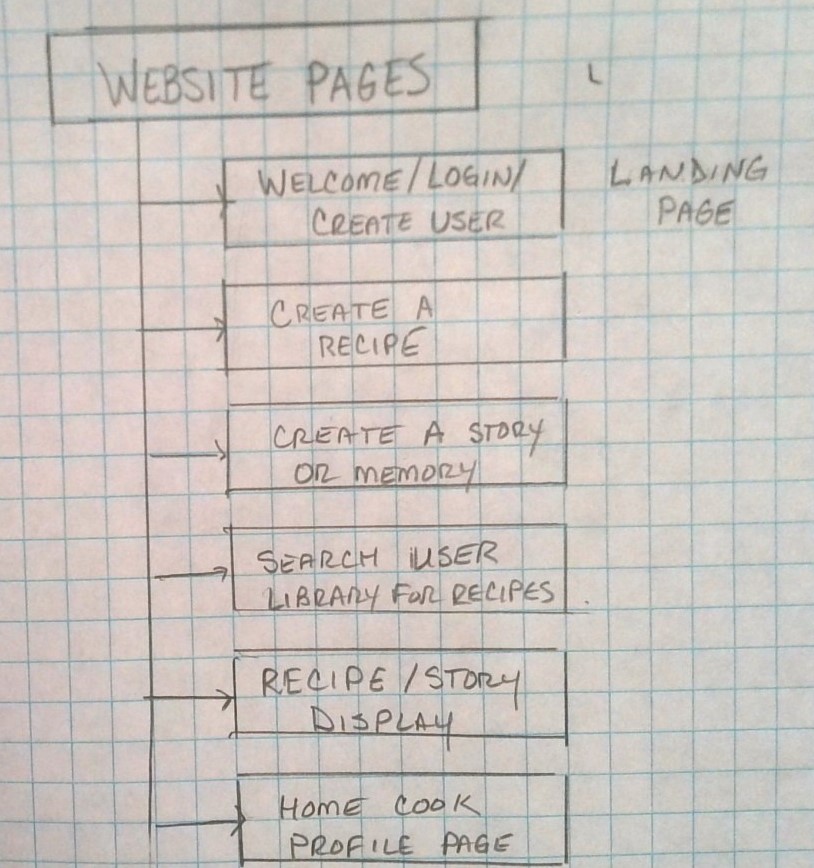 WEBSITE PAGES
WELCOME/LOGIN/
CREATE USER
LANDING
PAGE
CREATE A
RECIPE
CREATE A STORY
OR MEMORY
SEARCH USER
LIBRARY FOR RECIPES
RECIPE/STORY
DISPLAY
HOME COOK
PROFILE PAGE